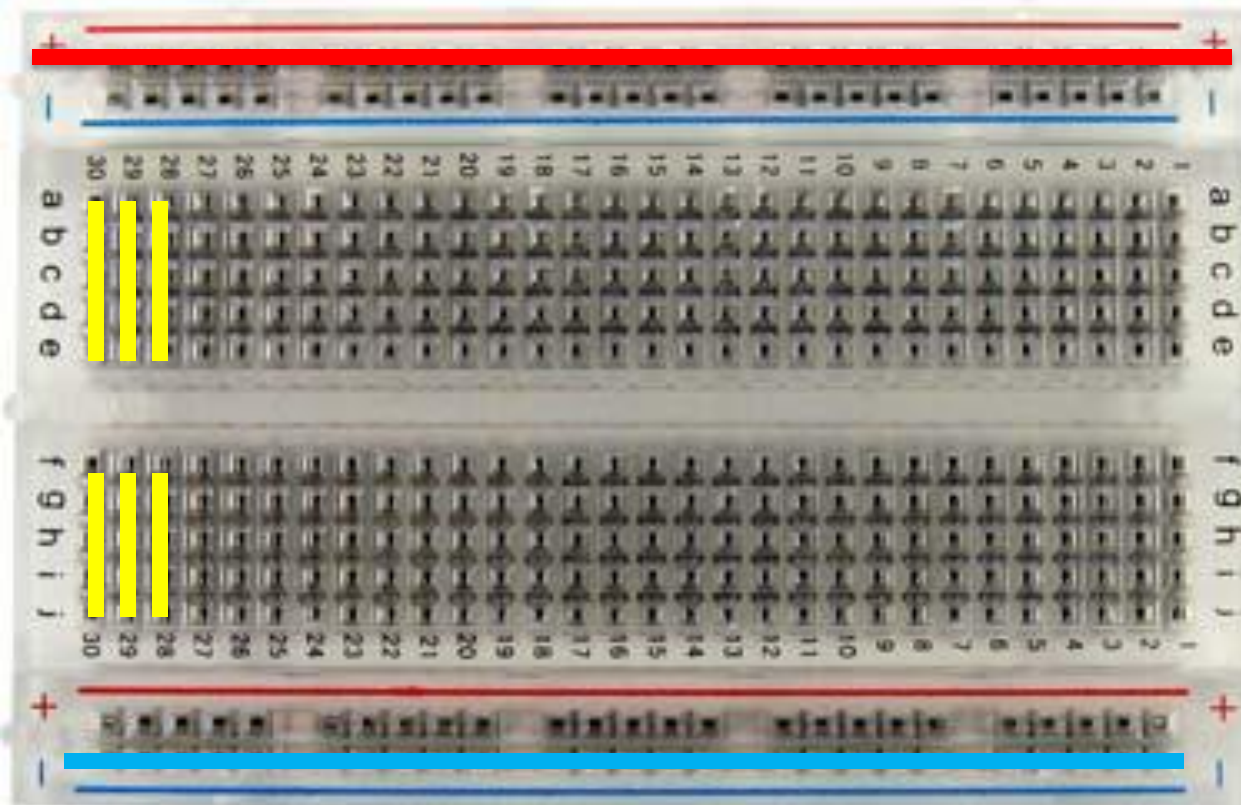 + +
− −
30 29 28 27 26 25 24 23 22 21 20 19 18 17 16 15 14 13 12 11 10 9 8 7 6 5 4 3 2 1
a a
b b
c c
d d
e e
f f
g g
h h
i i
j j
30 29 28 27 26 25 24 23 22 21 20 19 18 17 16 15 14 13 12 11 10 9 8 7 6 5 4 3 2 1
+ +
− −